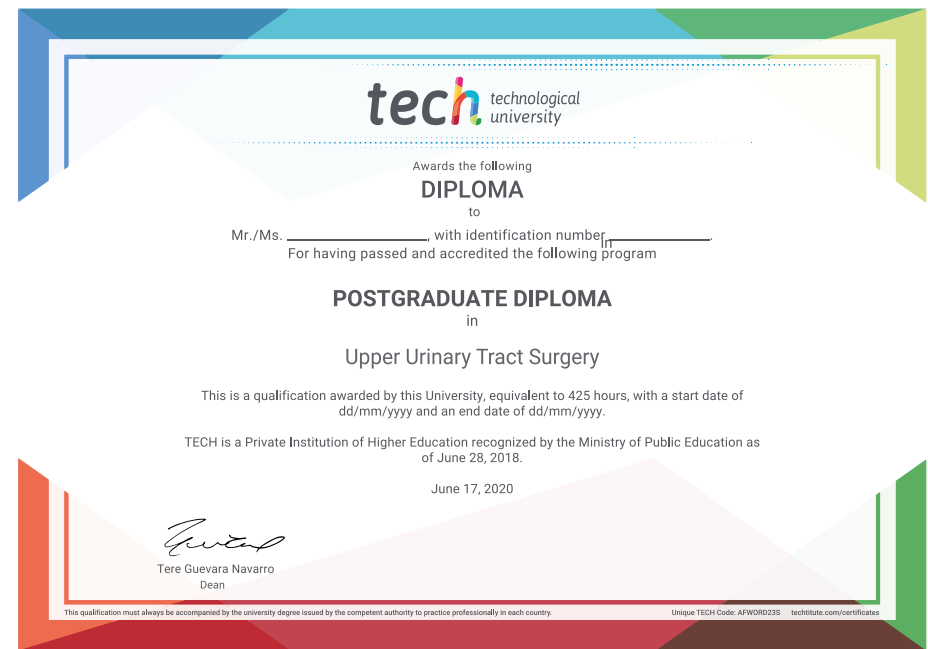 tech technological
university
Awards the following
DIPLOMA
to
Mr./Ms. ____________________, with identification number ______________.
In
For having passed and accredited the following program
POSTGRADUATE DIPLOMA
in
Upper Urinary Tract Surgery
This is a qualification awarded by this University, equivalent to 425 hours, with a start date of
dd/mm/yyyy and an end date of dd/mm/yyyy.
TECH is a Private Institution of Higher Education recognized by the Ministry of Public Education as
of June 28, 2018.
June 17, 2020
Tere Guevara Navarro
Dean
This qualification must always be accompanied by the university degree issued by the competent authority to practice professionally in each country.
Unique TECH Code: AFWORD23S techtitute.com/certificates